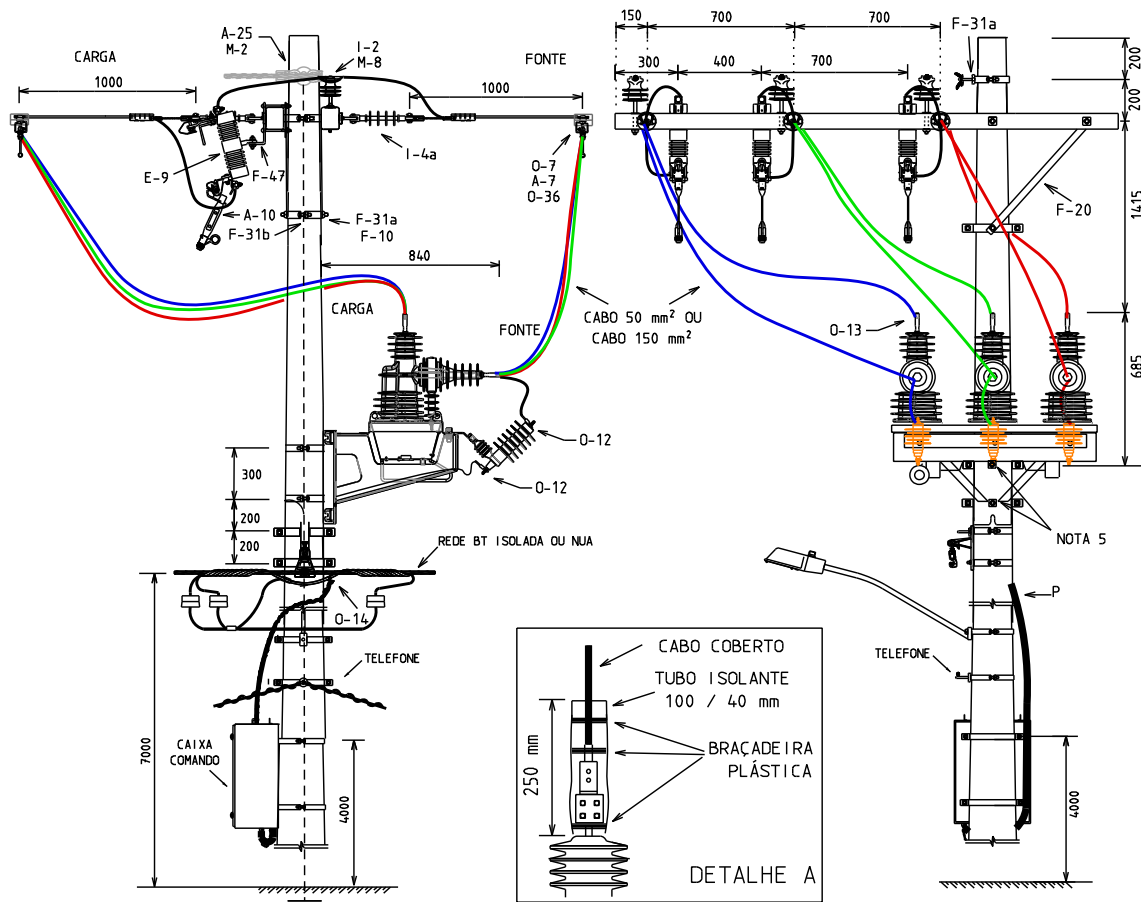 A-25
M-2
I-2
M-8
CARGA
FONTE
1000
1000
I-4a
E-9
F-47
O-7
A-7
O-36
A-10
F-31b
F-31a
F-10
840
CARGA
FONTE
CABO 50 mm² OU
CABO 150 mm²
O-12
O-12
300
200
200
REDE BT ISOLADA OU NUA
O-14
TELEFONE
7000
CAIXA
COMANDO
4000
150
700
700
F-31a
300
400
700
200
200
1415
F-20
O-13
685
NOTA 5
P
TELEFONE
4000
CABO COBERTO
TUBO ISOLANTE
100 / 40 mm
250 mm
BRAÇADEIRA
PLÁSTICA
DETALHE A